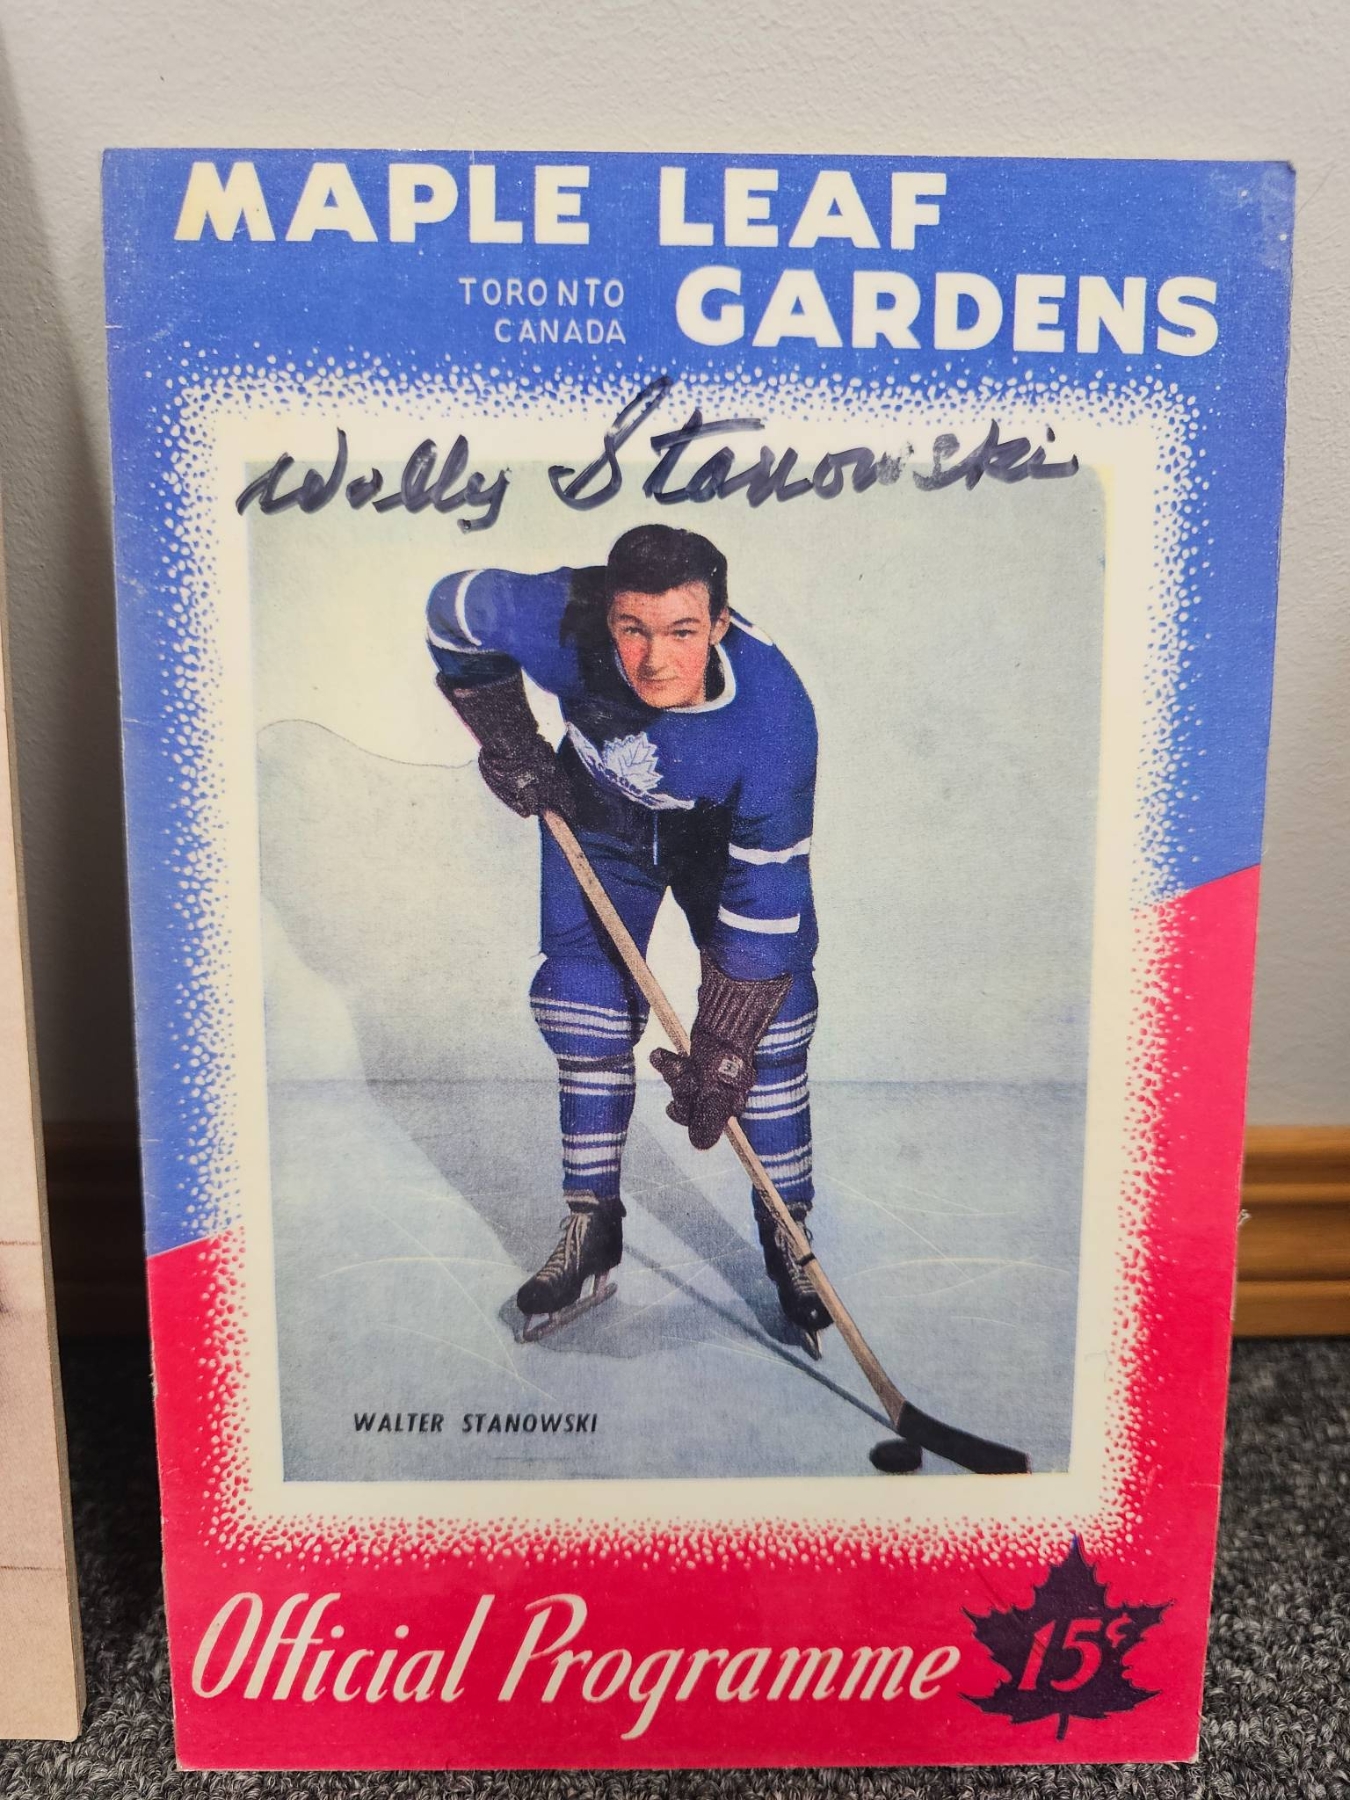 MAPLE LEAF
TORONTO
CANADA
GARDENS
Wally Stanowski
WALTER STANOWSKI
Official Programme
15¢